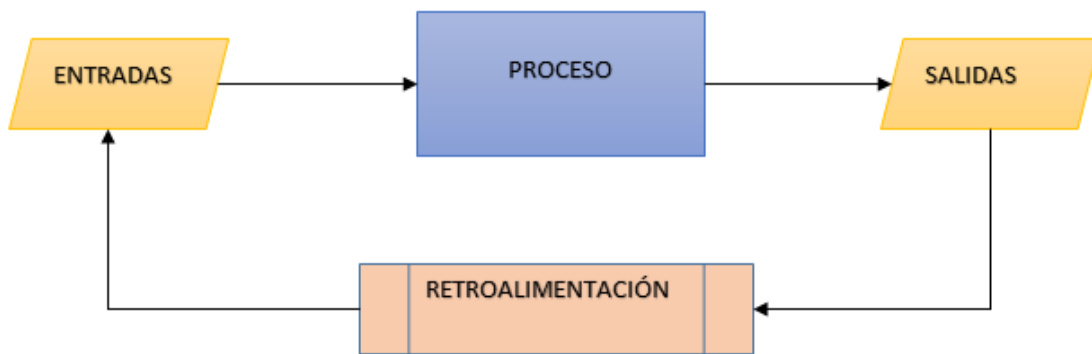 ENTRADAS
PROCESO
SALIDAS
RETROALIMENTACIÓN